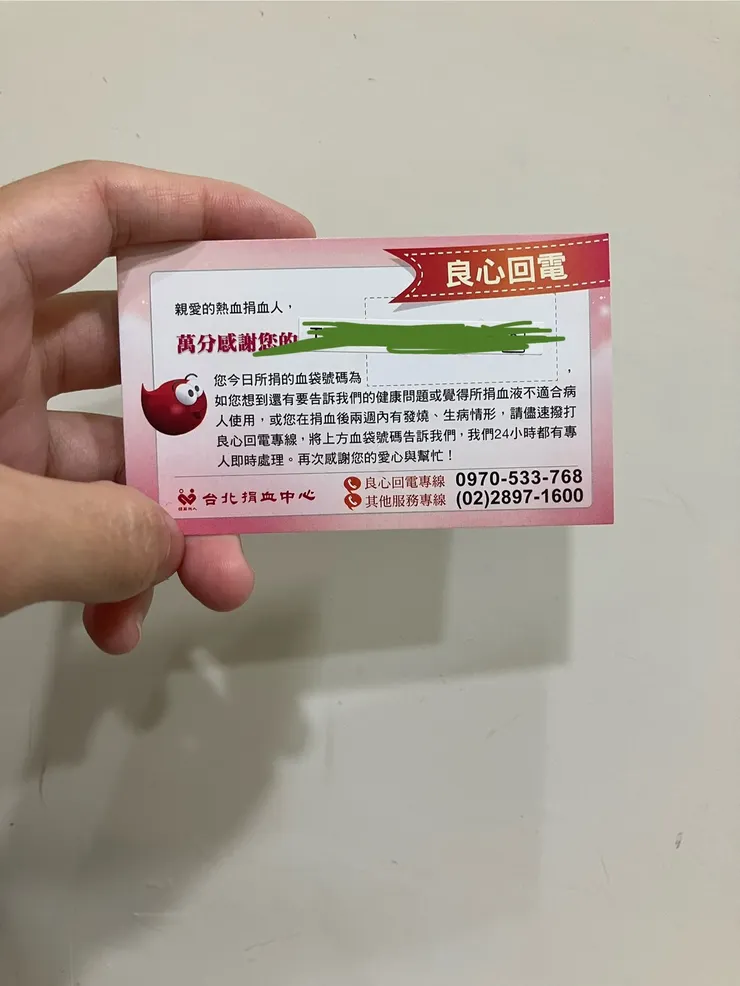 良心回電
親愛的熱血捐血人，
萬分感謝您的
您今日所捐的血袋號碼為 ，
如您想到還有要告訴我們的健康問題或覺得所捐血液不適合病
人使用，或您在捐血後兩週內有發燒、生病情形，請儘速撥打
良心回電專線，將上方血袋號碼告訴我們，我們24小時都有專
人即時處理。再次感謝您的愛心與幫忙！
台北捐血中心
良心回電專線 0970-533-768
其他服務專線 (02)2897-1600